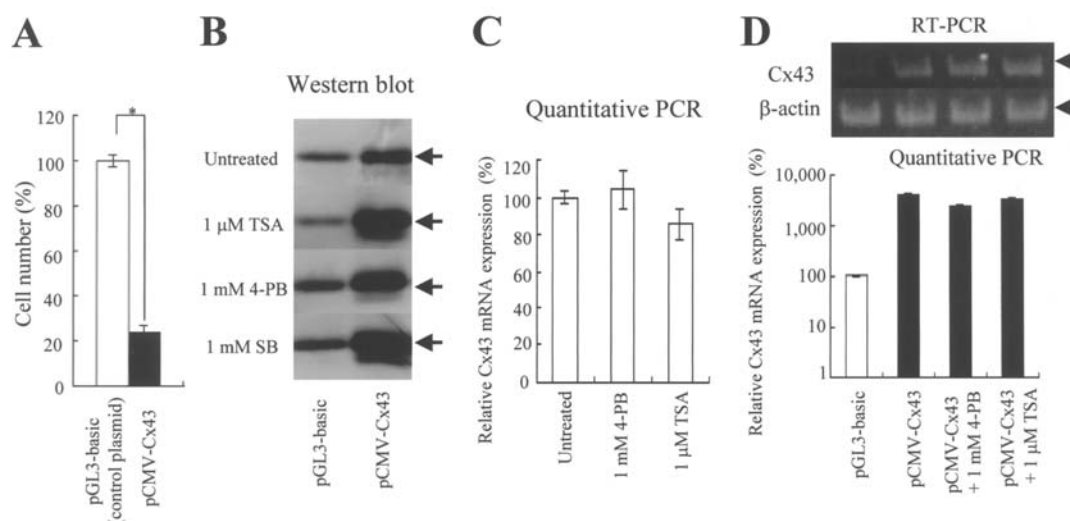 A
Cell number (%)
120
100
80
60
40
20
0
*
pGL3-basic
(control plasmid)
pCMV-Cx43
B
Western blot
Untreated
1 μM TSA
1 mM 4-PB
1 mM SB
pGL3-basic
pCMV-Cx43
C
Quantitative PCR
Relative Cx43 mRNA expression (%)
120
100
80
60
40
20
0
Untreated
1 mM 4-PB
1 μM TSA
D
RT-PCR
Cx43
β-actin
Quantitative PCR
Relative Cx43 mRNA expression (%)
10,000
1,000
100
10
1
pGL3-basic
pCMV-Cx43
pCMV-Cx43
+ 1 mM 4-PB
pCMV-Cx43
+ 1 μM TSA